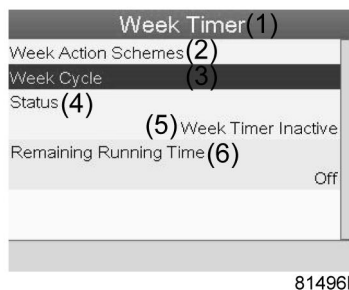 Week Timer(1)
Week Action Schemes(2)
Week Cycle (3)
Status(4)
(5)Week Timer Inactive
Remaining Running Time(6)
Off